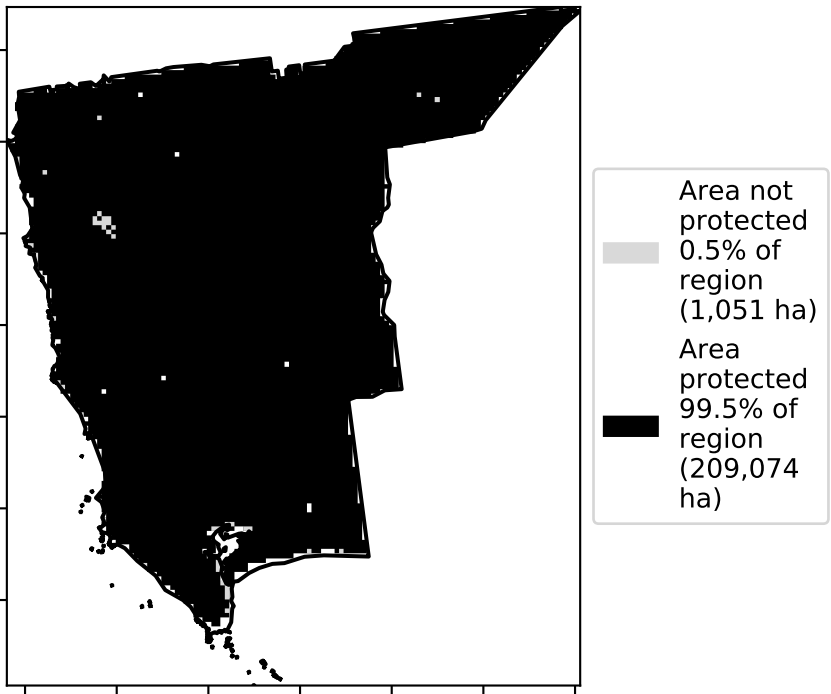 Area not
protected
0.5% of
region
(1,051 ha)
Area
protected
99.5% of
region
(209,074
ha)